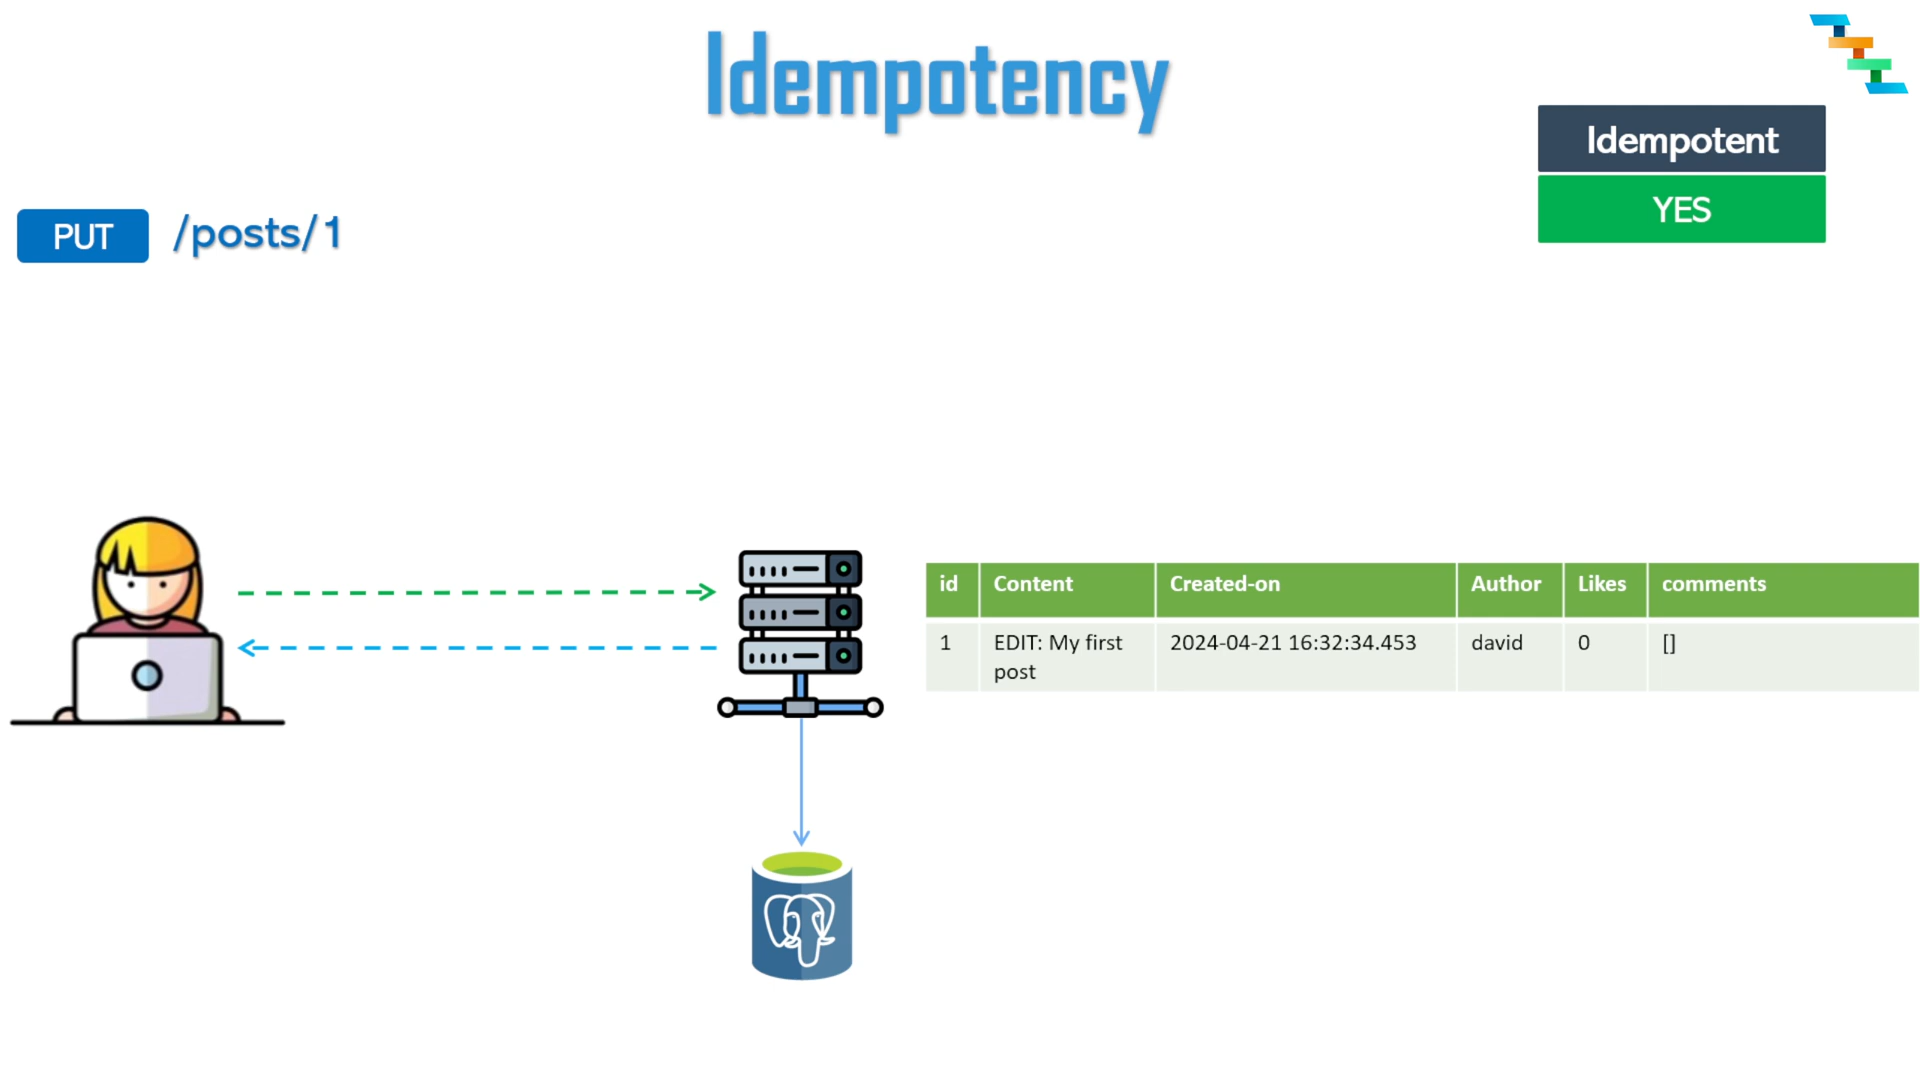 Idempotency
Idempotent
YES
PUT /posts/1
id Content Created-on Author Likes comments
1 EDIT: My first post 2024-04-21 16:32:34.453 david 0 []